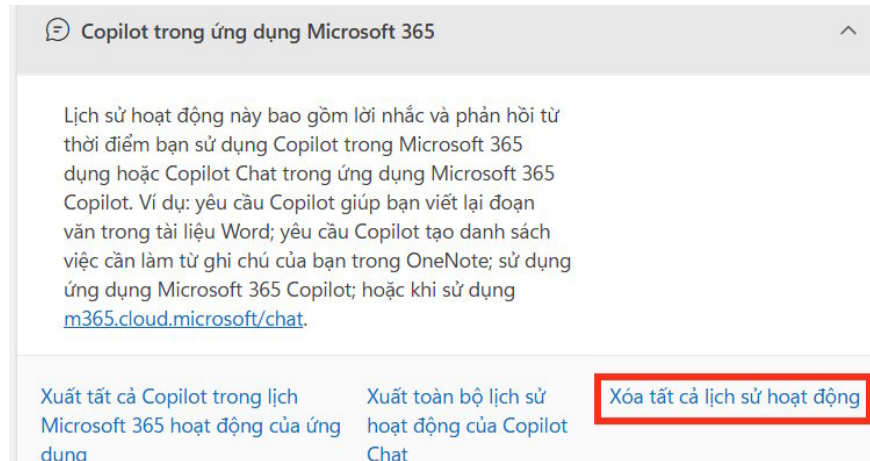 Copilot trong ứng dụng Microsoft 365
Lịch sử hoạt động này bao gồm lời nhắc và phản hồi từ
thời điểm bạn sử dụng Copilot trong Microsoft 365
dụng hoặc Copilot Chat trong ứng dụng Microsoft 365
Copilot. Ví dụ: yêu cầu Copilot giúp bạn viết lại đoạn
văn trong tài liệu Word; yêu cầu Copilot tạo danh sách
việc cần làm từ ghi chú của bạn trong OneNote; sử dụng
ứng dụng Microsoft 365 Copilot; hoặc khi sử dụng
m365.cloud.microsoft/chat.
Xuất tất cả Copilot trong lịch
Microsoft 365 hoạt động của ứng
dụng
Xuất toàn bộ lịch sử
hoạt động của Copilot
Chat
Xóa tất cả lịch sử hoạt động